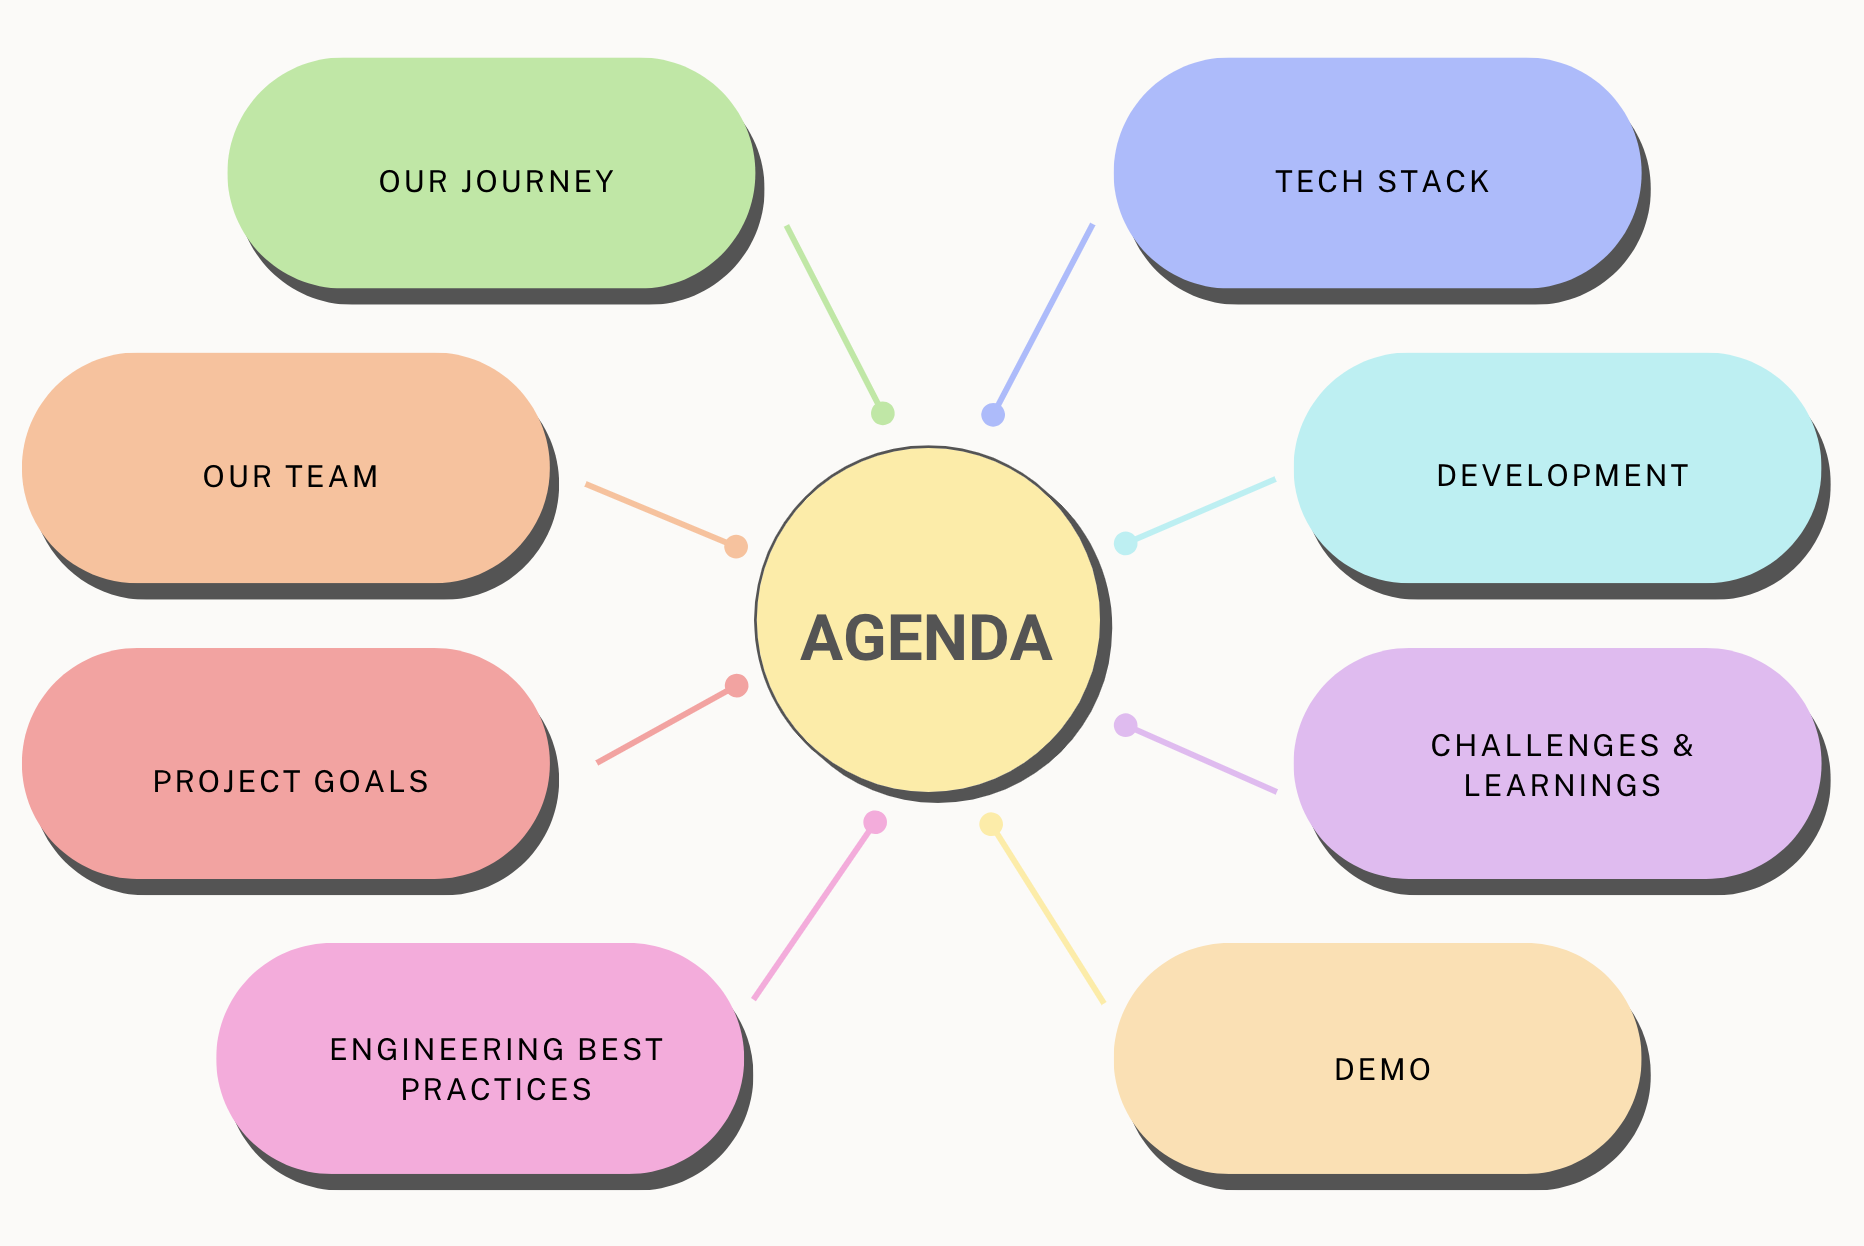 OUR JOURNEY
TECH STACK
OUR TEAM
DEVELOPMENT
AGENDA
PROJECT GOALS
CHALLENGES &
LEARNINGS
ENGINEERING BEST
PRACTICES
DEMO